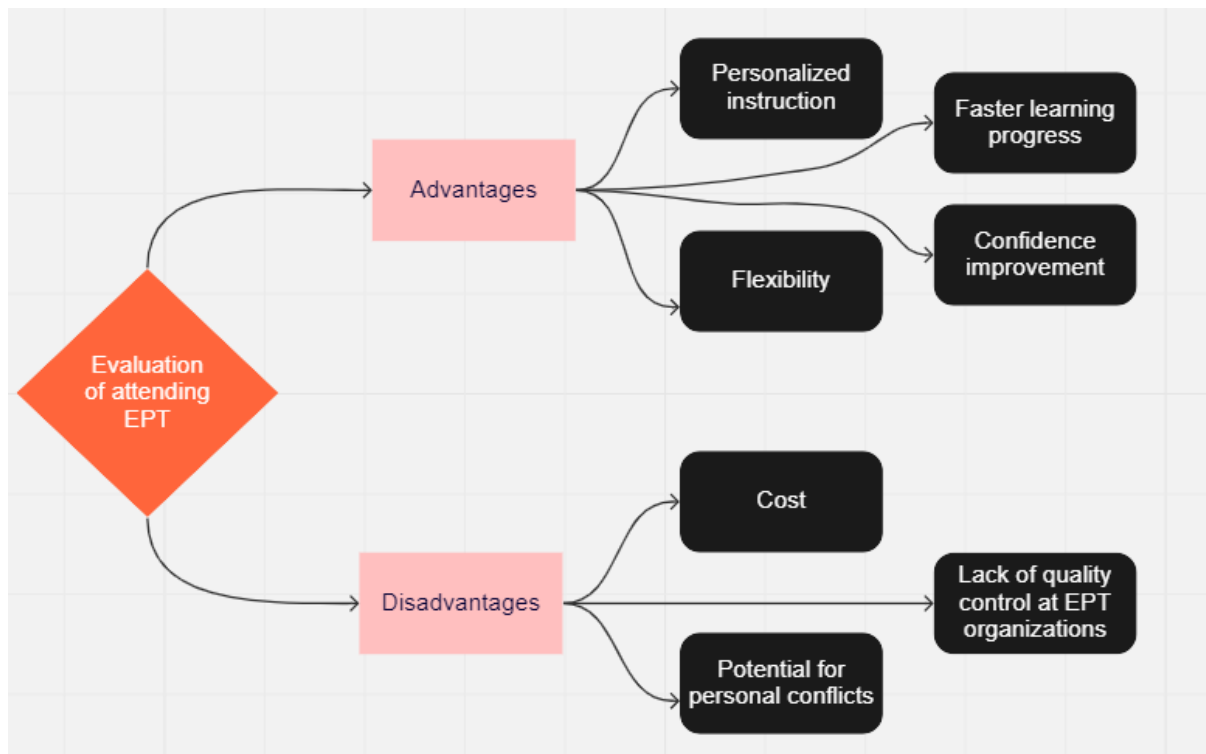 Personalized
instruction
Faster learning
progress
Advantages
Confidence
improvement
Flexibility
Evaluation
of attending
EPT
Cost
Lack of quality
control at EPT
organizations
Disadvantages
Potential for
personal conflicts